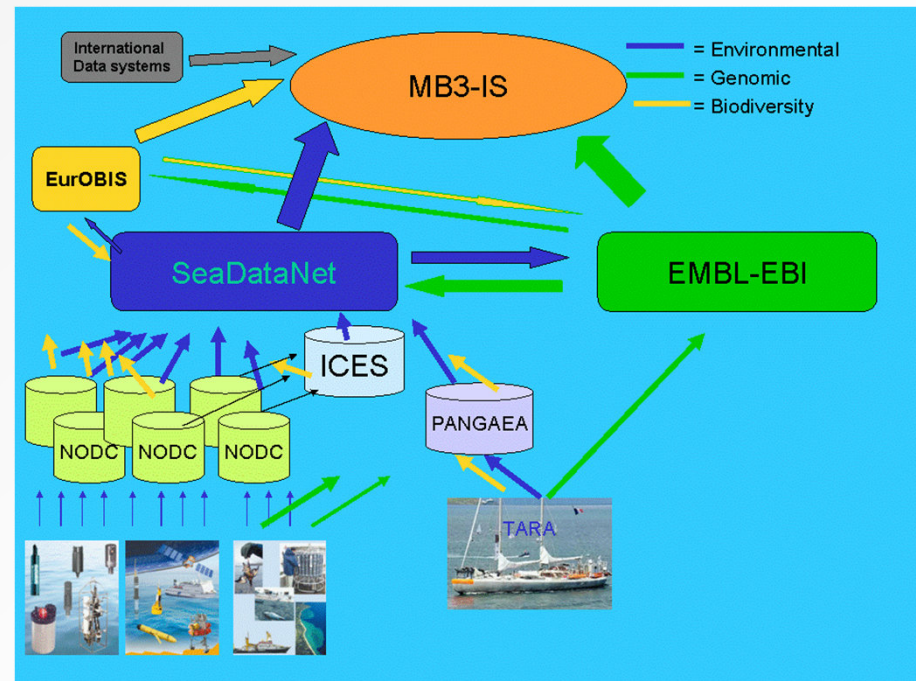 International
Data systems
MB3-IS
= Environmental
= Genomic
= Biodiversity
EurOBIS
SeaDataNet
EMBL-EBI
ICES
PANGAEA
NODC
NODC
NODC
TARA